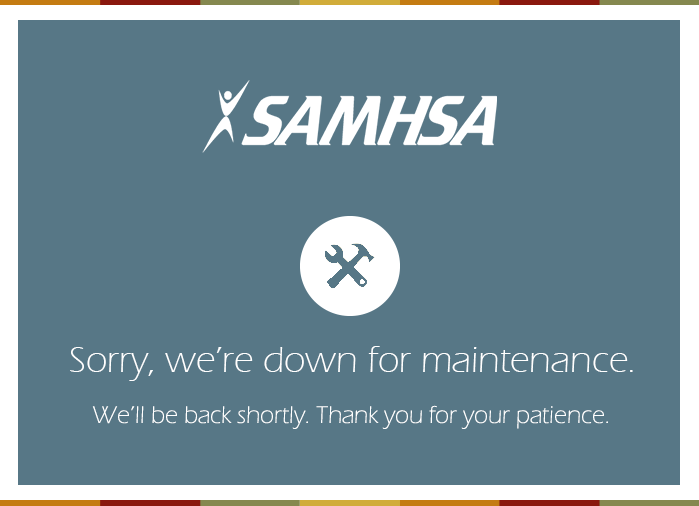 SAMHSA
Sorry, we're down for maintenance.
We'll be back shortly. Thank you for your patience.